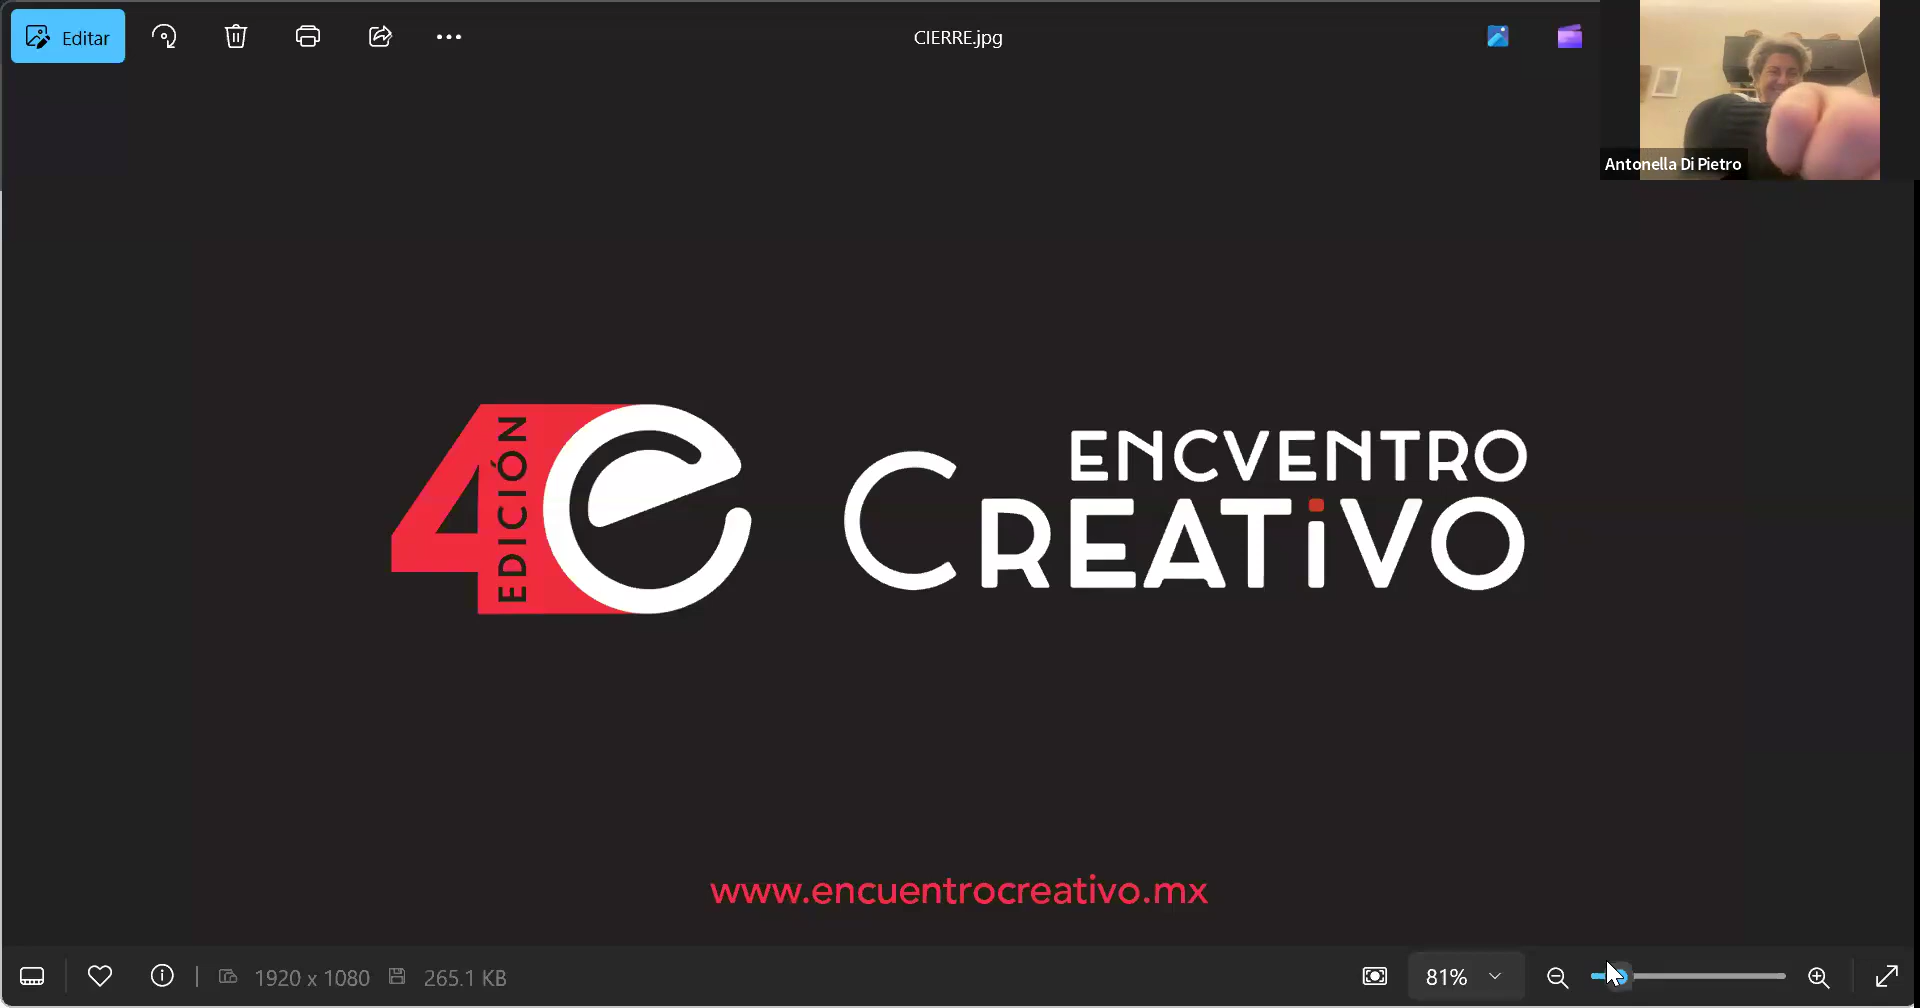 Editar
CIERRE.jpg
Antonella Di Pietro
4
EDICIÓN
e
ENCVENTRO
CREATiVO
www.encuentrocreativo.mx
1920 x 1080
265.1 KB
81%